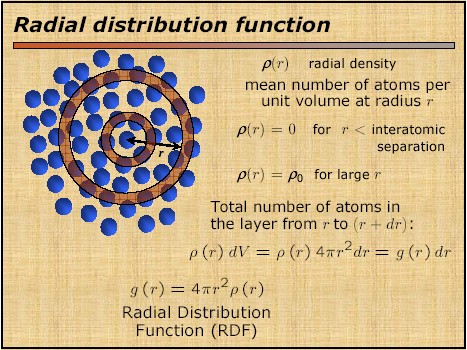 Radial distribution function
ρ(r) radial density
mean number of atoms per
unit volume at radius r
ρ(r) = 0 for r < interatomic
separation
ρ(r) = ρ₀ for large r
r
Total number of atoms in
the layer from r to (r + dr):
ρ (r) dV = ρ (r) 4πr²dr = g (r) dr
g (r) = 4πr²ρ (r)
Radial Distribution
Function (RDF)